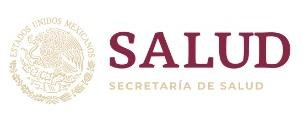 ESTADOS UNIDOS MEXICANOS
SALUD
SECRETARÍA DE SALUD